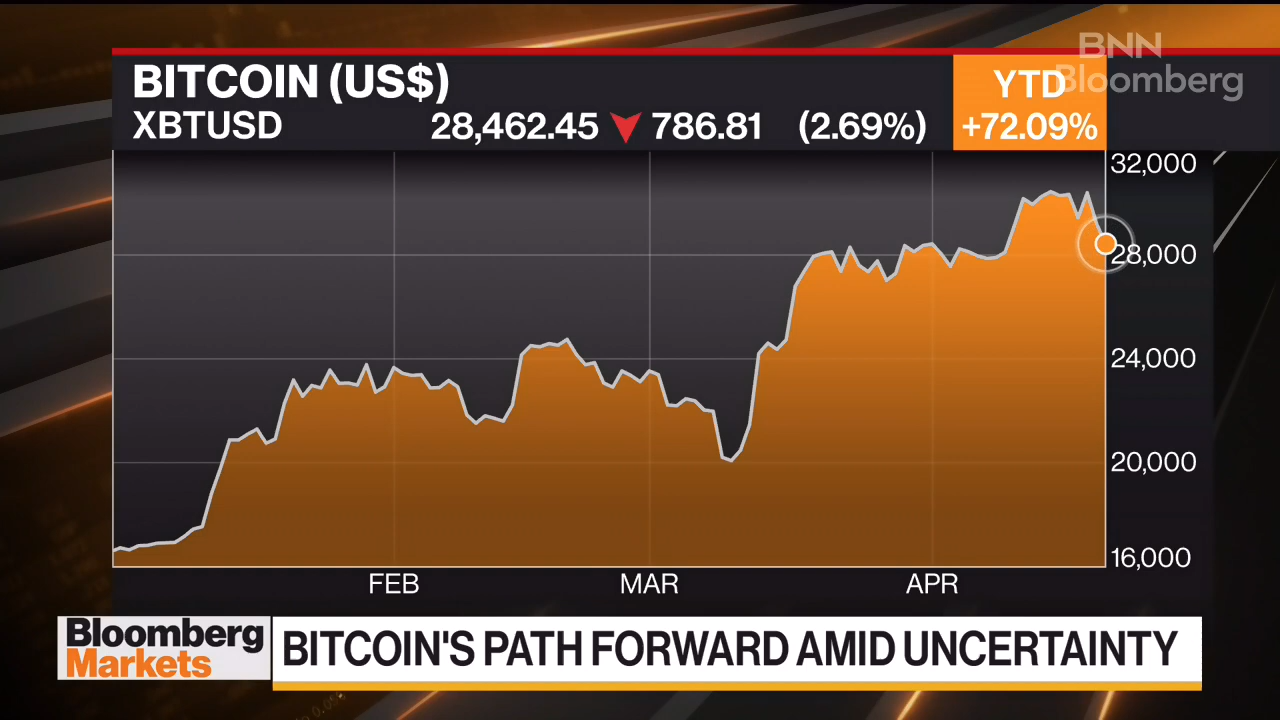 BNN
Bloomberg
BITCOIN (US$)
XBTUSD 28,462.45 786.81 (2.69%)
YTD
+72.09%
32,000
28,000
24,000
20,000
16,000
FEB MAR APR
Bloomberg
Markets
BITCOIN'S PATH FORWARD AMID UNCERTAINTY